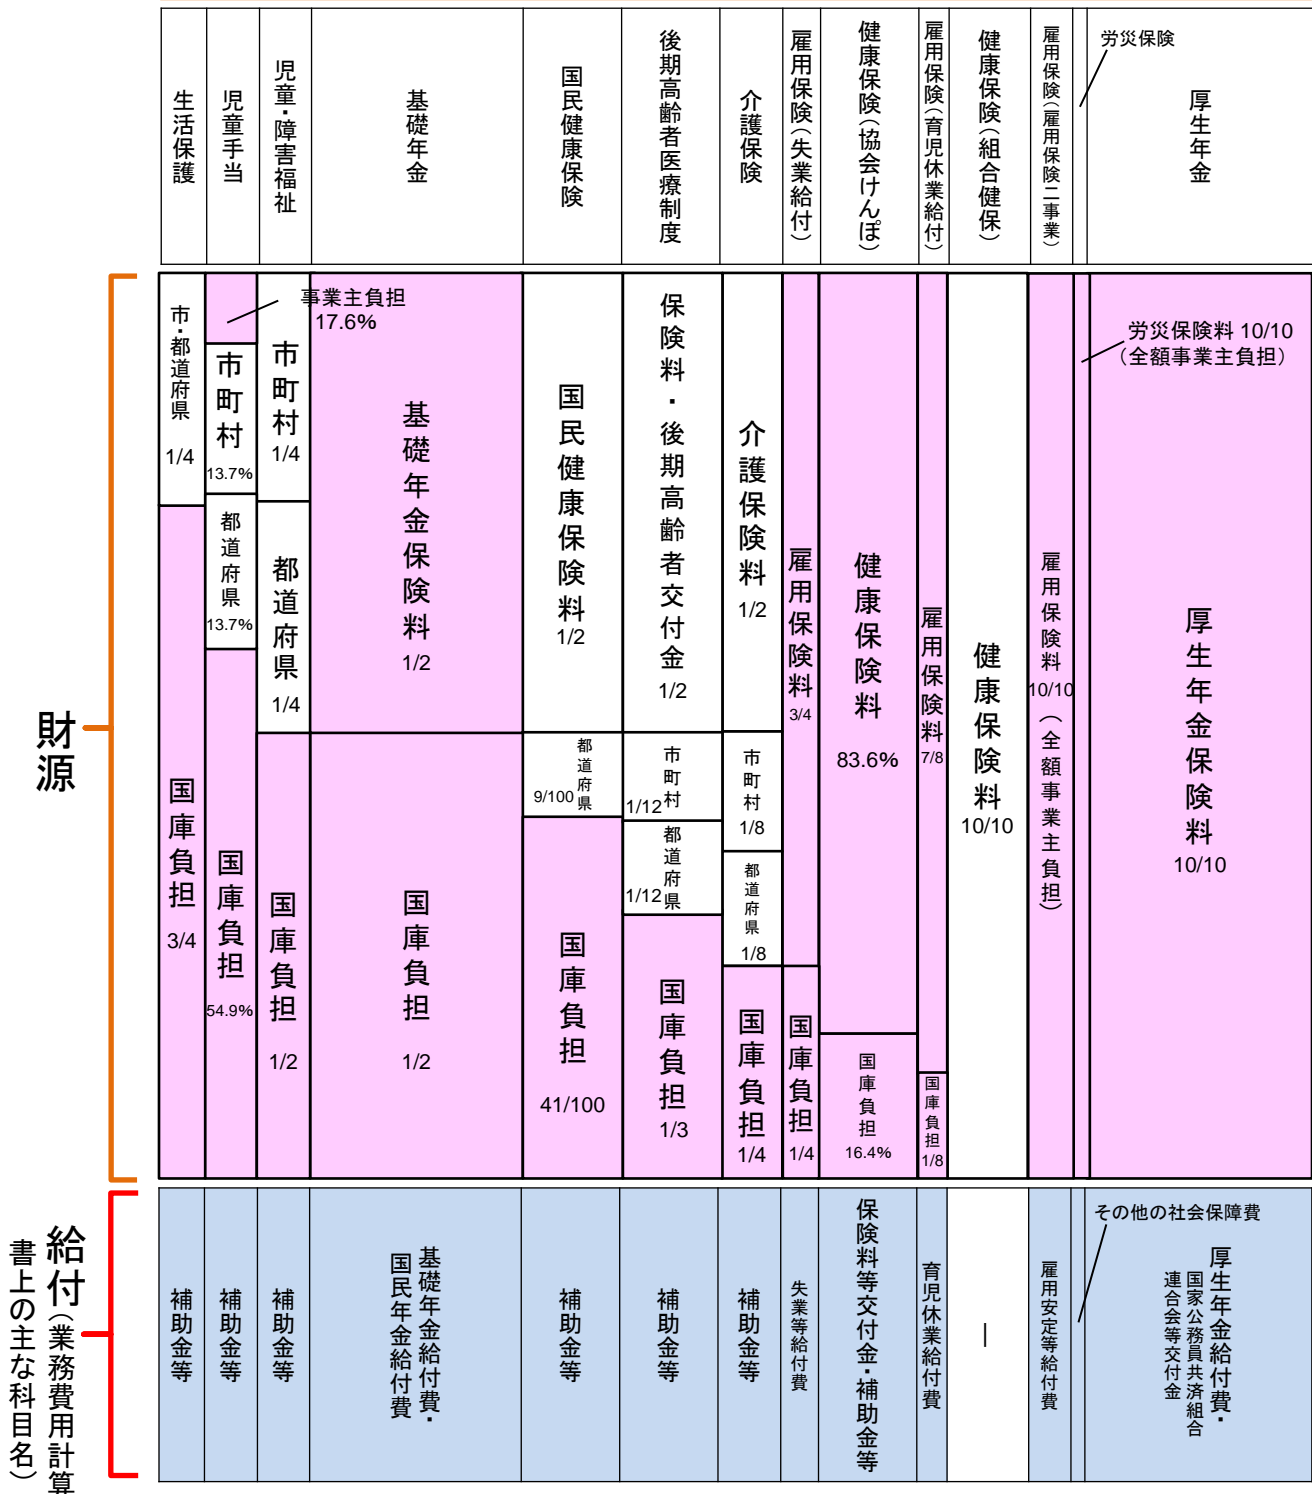 生活保護
児童手当
児童・障害福祉
基礎年金
国民健康保険
後期高齢者医療制度
介護保険
雇用保険（失業給付）
健康保険（協会けんぽ）
雇用保険（育児休業給付）
健康保険（組合健保）
雇用保険（雇用保険二事業）
労災保険
厚生年金
財源
市・都道府県
1/4
国庫負担
3/4
事業主負担
17.6%
市町村
13.7%
都道府県
13.7%
国庫負担
54.9%
市町村
1/4
都道府県
1/4
国庫負担
1/2
基礎年金保険料
1/2
国庫負担
1/2
国民健康保険料
1/2
都道府県
9/100
国庫負担
41/100
保険料・後期高齢者交付金
1/2
市町村
1/12
都道府県
1/12
国庫負担
1/3
介護保険料
1/2
市町村
1/8
都道府県
1/8
国庫負担
1/4
雇用保険料
3/4
国庫負担
1/4
健康保険料
83.6%
国庫負担
16.4%
雇用保険料
7/8
国庫負担
1/8
健康保険料
10/10
雇用保険料
10/10
（全額事業主負担）
労災保険料 10/10
（全額事業主負担）
厚生年金保険料
10/10
給付（業務費用計算
書上の主な科目名）
補助金等
補助金等
補助金等
基礎年金給付費・
国民年金給付費
補助金等
補助金等
補助金等
失業等給付費
保険料等交付金・補助金等
育児休業給付費
－
雇用安定等給付費
その他の社会保障費
厚生年金給付費・
国家公務員共済組合
連合会等交付金